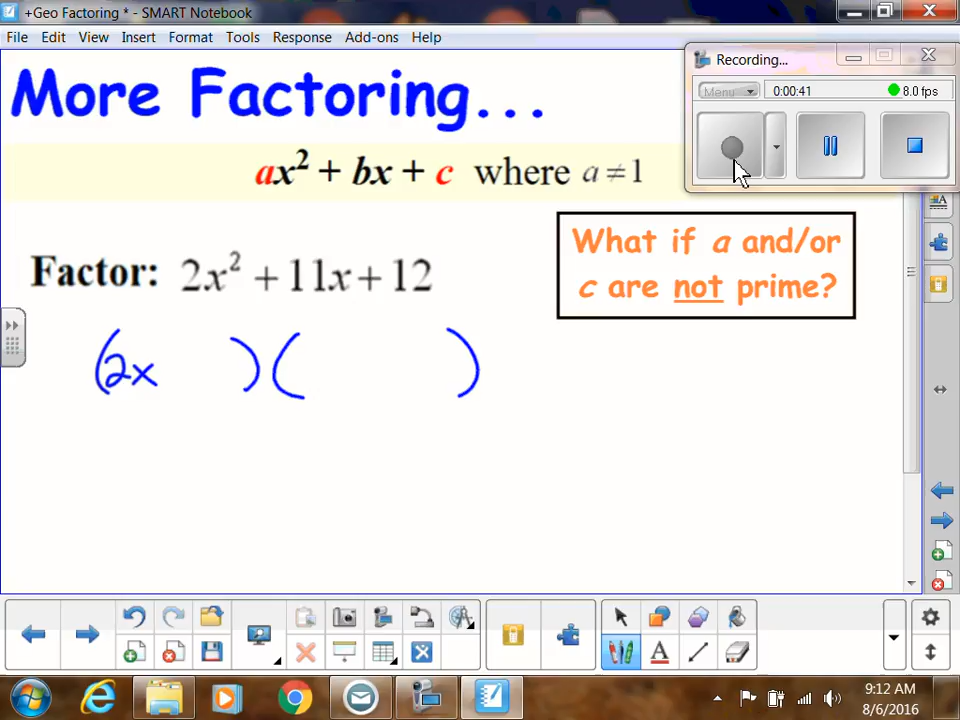 +Geo Factoring * - SMART Notebook
File Edit View Insert Format Tools Response Add-ons Help
Recording...
Menu 0:00:41 8.0 fps
More Factoring...
ax² + bx + c where a ≠ 1
What if a and/or
c are not prime?
Factor: 2x² + 11x + 12
(2x )( )
9:12 AM
8/6/2016